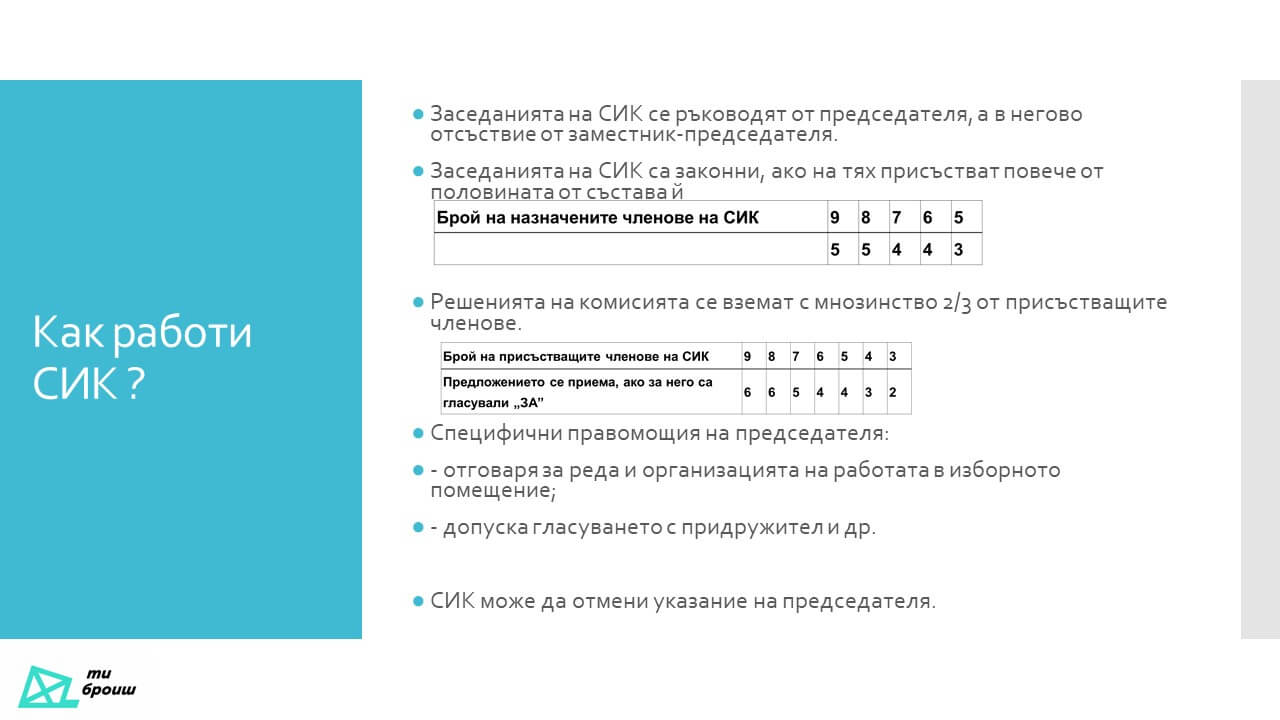 Как работи
СИК ?
● Заседанията на СИК се ръководят от председателя, а в негово
отсъствие от заместник-председателя.
● Заседанията на СИК са законни, ако на тях присъстват повече от
половината от състава й
Брой на назначените членове на СИК 9 8 7 6 5
5 5 4 4 3
● Решенията на комисията се вземат с мнозинство 2/3 от присъстващите
членове.
Брой на присъстващите членове на СИК 9 8 7 6 5 4 3
Предложението се приема, ако за него са
гласували „ЗА” 6 6 5 4 4 3 2
● Специфични правомощия на председателя:
● - отговаря за реда и организацията на работата в изборното
помещение;
● - допуска гласуването с придружител и др.
● СИК може да отмени указание на председателя.
ти
броиш